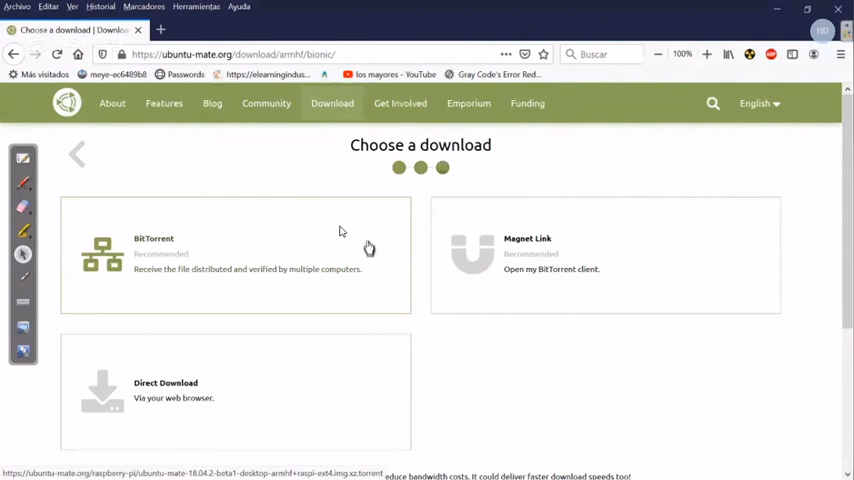 Archivo Editar Ver Historial Marcadores Herramientas Ayuda
Choose a download | Downloa
https://ubuntu-mate.org/download/armhf/bionic/
Buscar
100%
HD
ABP
Más visitados meye-ec6489b8 Passwords https://elearningindus... los mayores - YouTube Gray Code's Error Red...
About Features Blog Community Download Get Involved Emporium Funding English
Choose a download
BitTorrent
Recommended
Receive the file distributed and verified by multiple computers.
Magnet Link
Recommended
Open my BitTorrent client.
Direct Download
Via your web browser.
https://ubuntu-mate.org/raspberry-pi/ubuntu-mate-18.04.2-beta1-desktop-armhf+raspi-ext4.img.xz.torrent
educe bandwidth costs. It could deliver faster download speeds too!